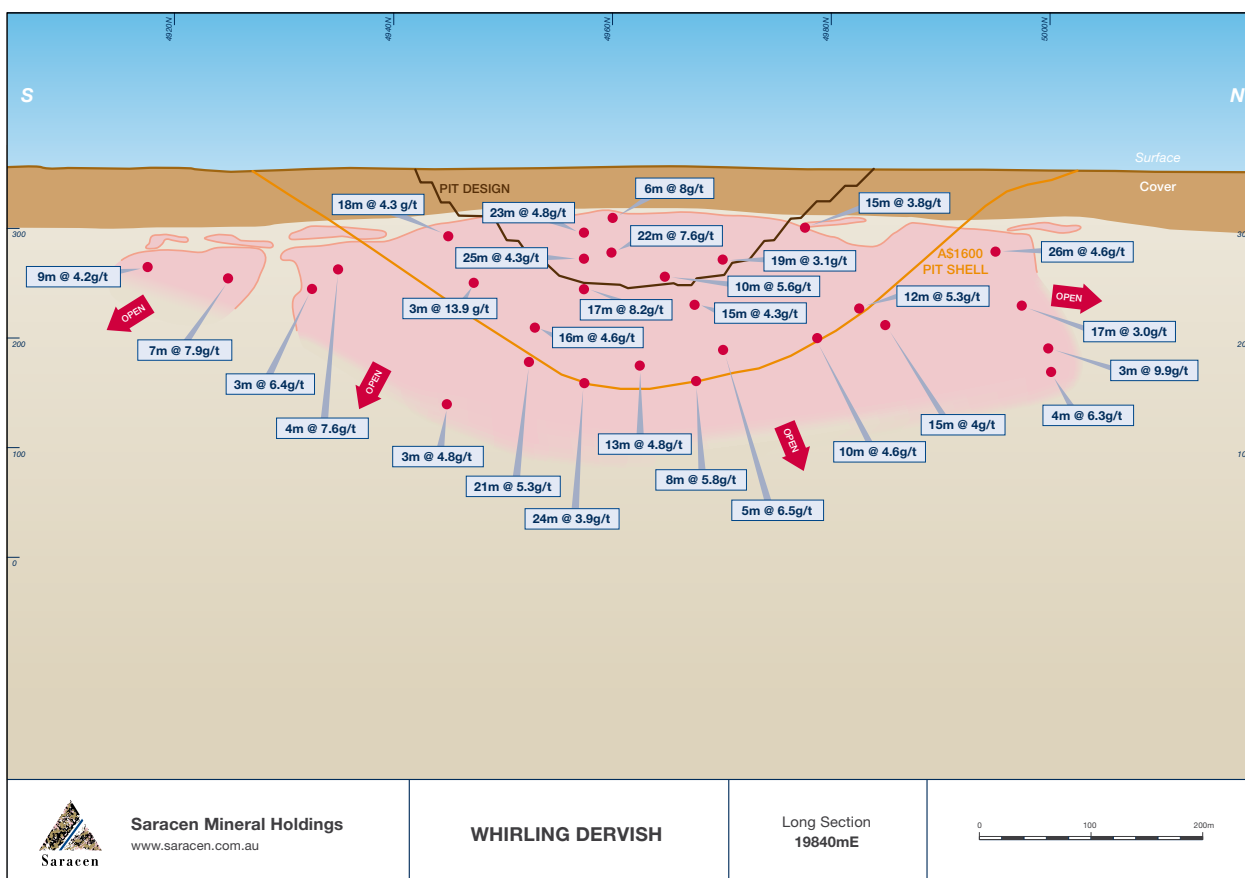 4920N
4940N
4960N
4980N
5000N
S
N
Surface
Cover
PIT DESIGN
6m @ 8g/t
18m @ 4.3 g/t
23m @ 4.8g/t
15m @ 3.8g/t
300
30
22m @ 7.6g/t
25m @ 4.3g/t
19m @ 3.1g/t
A$1600
PIT SHELL
26m @ 4.6g/t
9m @ 4.2g/t
10m @ 5.6g/t
12m @ 5.3g/t
OPEN
OPEN
3m @ 13.9 g/t
17m @ 8.2g/t
15m @ 4.3g/t
17m @ 3.0g/t
16m @ 4.6g/t
200
20
7m @ 7.9g/t
3m @ 9.9g/t
3m @ 6.4g/t
OPEN
4m @ 6.3g/t
4m @ 7.6g/t
15m @ 4g/t
OPEN
13m @ 4.8g/t
10m @ 4.6g/t
100
10
3m @ 4.8g/t
21m @ 5.3g/t
8m @ 5.8g/t
24m @ 3.9g/t
5m @ 6.5g/t
0
Saracen
Saracen Mineral Holdings
www.saracen.com.au
WHIRLING DERVISH
Long Section
19840mE
0
100
200m